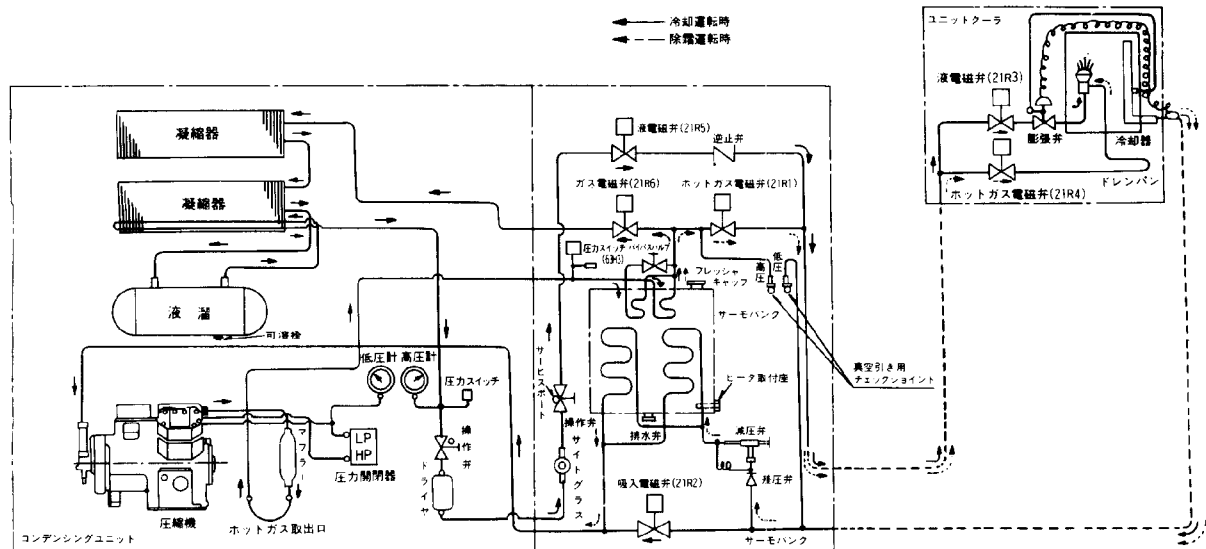 冷却運転時
除霜運転時
ユニットクーラ
液電磁弁(21R3)
膨張弁
冷却器
ホットガス電磁弁(21R4)
ドレンパン
凝縮器
凝縮器
液溜
可溶栓
液電磁弁(21R5)
逆止弁
ガス電磁弁(21R6)
ホットガス電磁弁(21R1)
圧力スイッチ
(63H3)
バイパスバルブ
高圧
低圧
プレッシャ
キャップ
サーモバンク
真空引き用
チェックジョイント
ヒータ取付座
排水弁
減圧弁
差圧弁
吸入電磁弁(21R2)
サーモバンク
低圧計
高圧計
圧力スイッチ
サービスポート
操作弁
サイトグラス
操作弁
ドライヤ
マフラー
LP
HP
圧力開閉器
圧縮機
ホットガス取出口
コンデンシングユニット